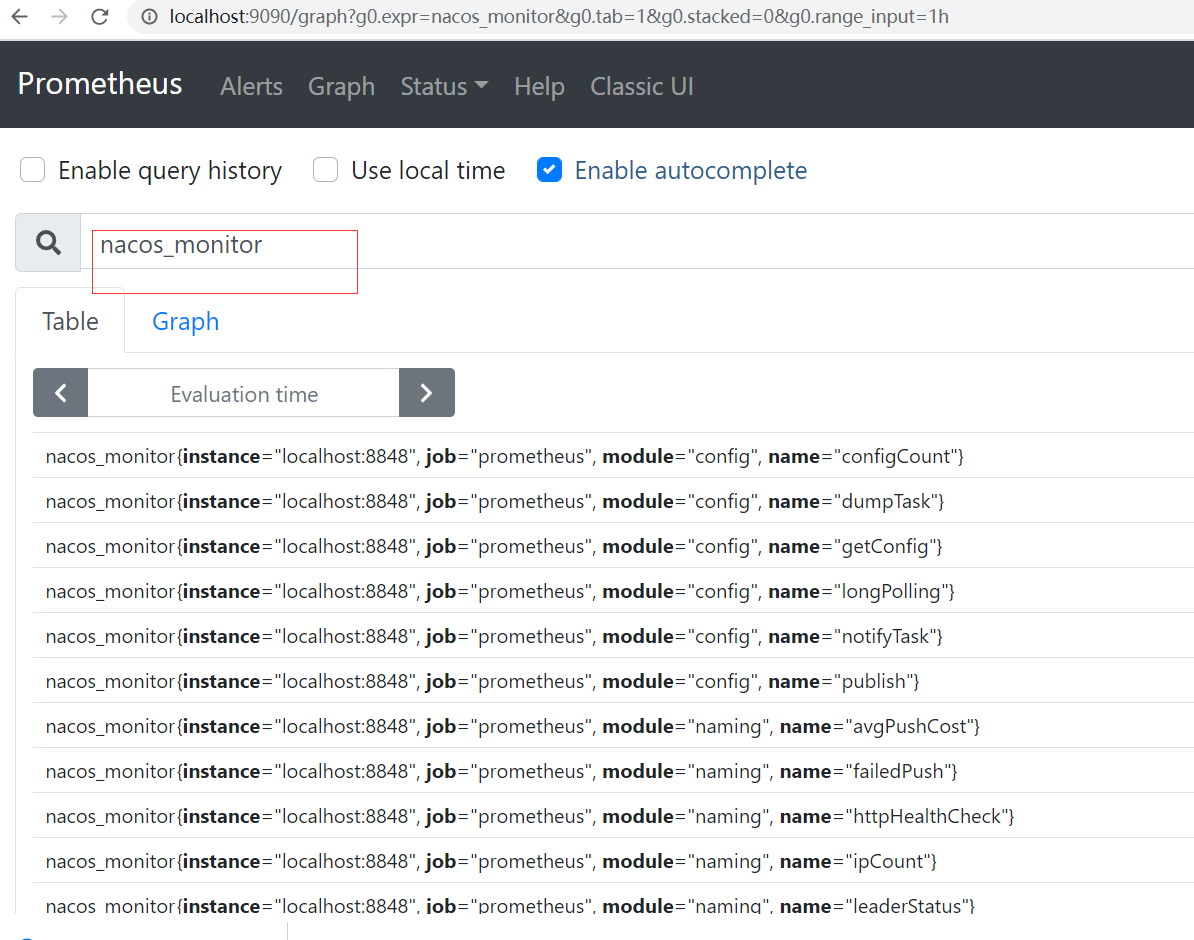 localhost:9090/graph?g0.expr=nacos_monitor&g0.tab=1&g0.stacked=0&g0.range_input=1h
Prometheus Alerts Graph Status Help Classic UI
Enable query history Use local time Enable autocomplete
nacos_monitor
Table Graph
Evaluation time
nacos_monitor{instance="localhost:8848", job="prometheus", module="config", name="configCount"}
nacos_monitor{instance="localhost:8848", job="prometheus", module="config", name="dumpTask"}
nacos_monitor{instance="localhost:8848", job="prometheus", module="config", name="getConfig"}
nacos_monitor{instance="localhost:8848", job="prometheus", module="config", name="longPolling"}
nacos_monitor{instance="localhost:8848", job="prometheus", module="config", name="notifyTask"}
nacos_monitor{instance="localhost:8848", job="prometheus", module="config", name="publish"}
nacos_monitor{instance="localhost:8848", job="prometheus", module="naming", name="avgPushCost"}
nacos_monitor{instance="localhost:8848", job="prometheus", module="naming", name="failedPush"}
nacos_monitor{instance="localhost:8848", job="prometheus", module="naming", name="httpHealthCheck"}
nacos_monitor{instance="localhost:8848", job="prometheus", module="naming", name="ipCount"}
nacos_monitor{instance="localhost:8848", job="prometheus", module="naming", name="leaderStatus"}